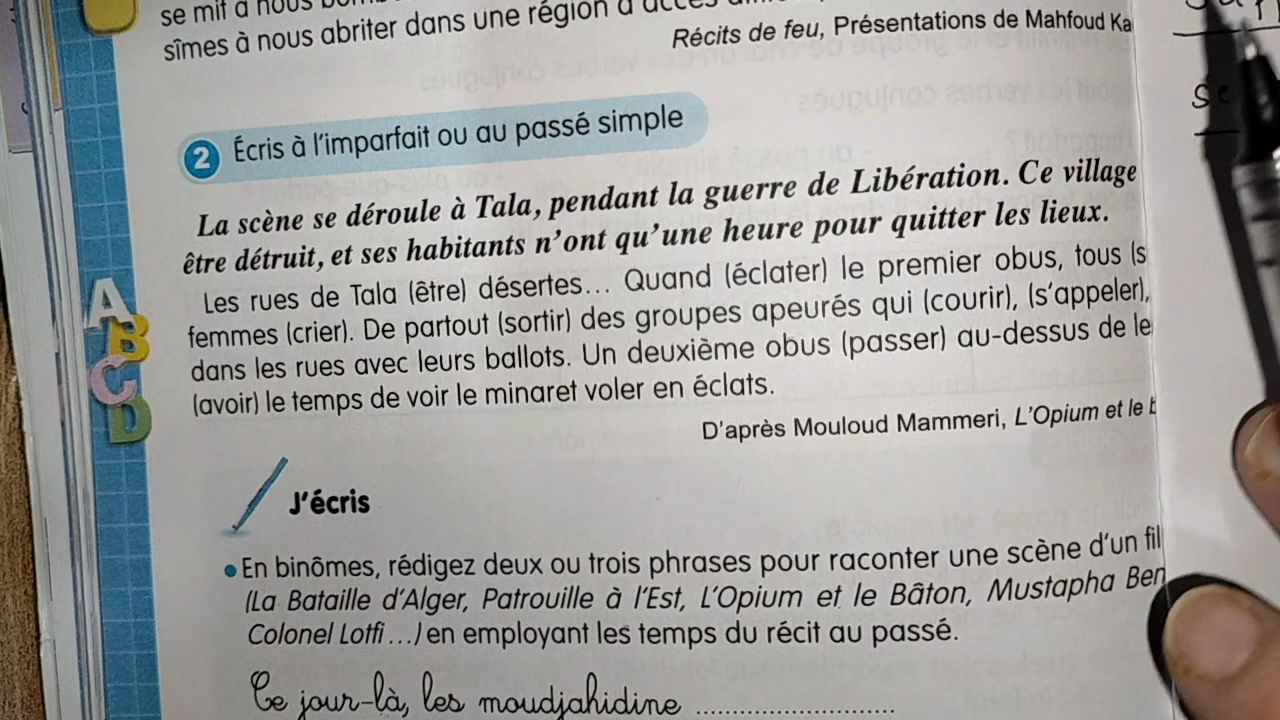 se mit à nous
sîmes à nous abriter dans une région d'accès
Récits de feu, Présentations de Mahfoud Ka
2 Écris à l'imparfait ou au passé simple
La scène se déroule à Tala, pendant la guerre de Libération. Ce village
être détruit, et ses habitants n'ont qu'une heure pour quitter les lieux.
Les rues de Tala (être) désertes... Quand (éclater) le premier obus, tous (s
femmes (crier). De partout (sortir) des groupes apeurés qui (courir), (s'appeler),
dans les rues avec leurs ballots. Un deuxième obus (passer) au-dessus de le
(avoir) le temps de voir le minaret voler en éclats.
D'après Mouloud Mammeri, L'Opium et le b
A
B
C
D
J'écris
• En binômes, rédigez deux ou trois phrases pour raconter une scène d'un fil
(La Bataille d'Alger, Patrouille à l'Est, L'Opium et le Bâton, Mustapha Ben
Colonel Lotfi...) en employant les temps du récit au passé.
Ce jour-là, les moudjahidine ..........................